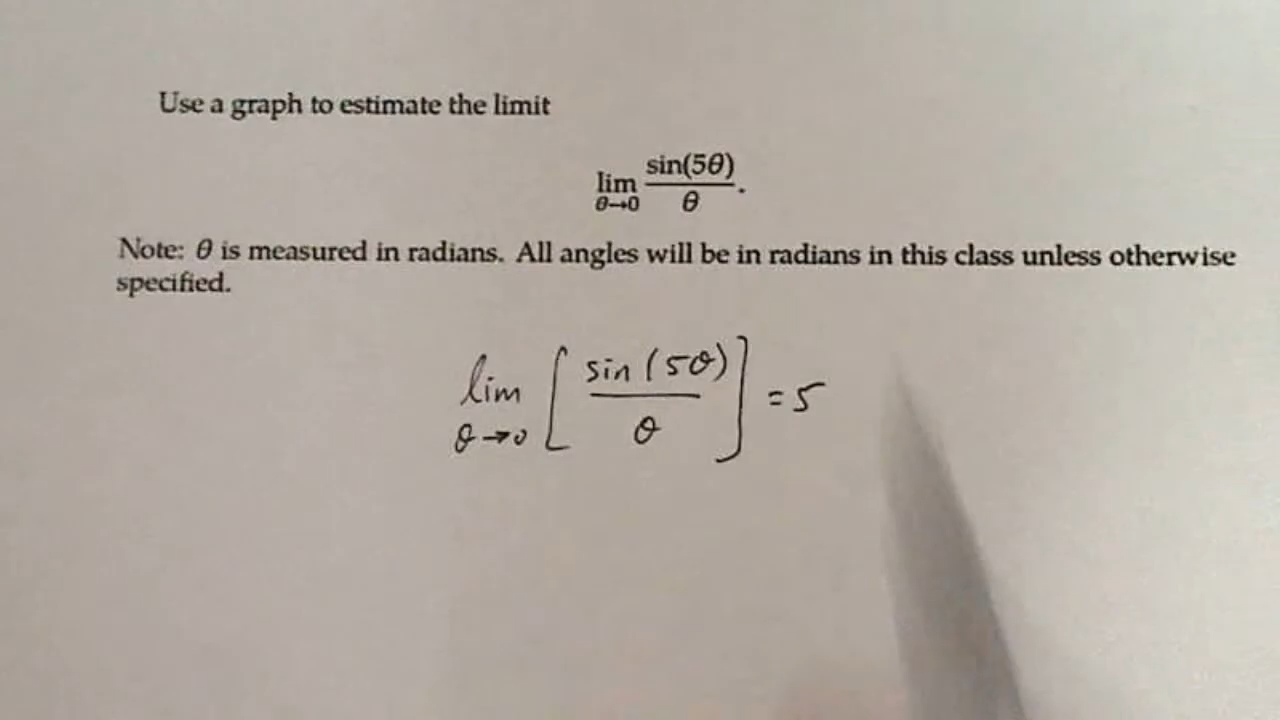 Use a graph to estimate the limit
lim θ→0 sin(5θ)/θ.
Note: θ is measured in radians. All angles will be in radians in this class unless otherwise
specified.
lim θ→0 [sin(5θ)/θ] = 5